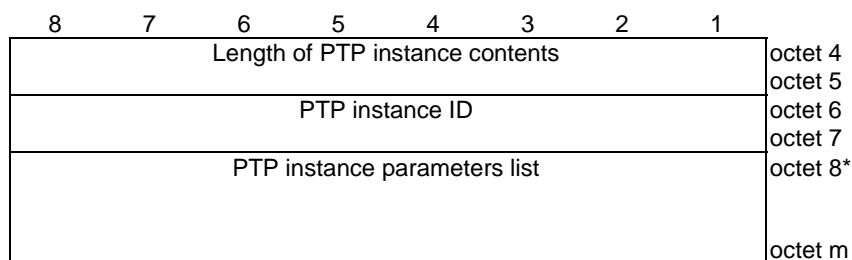 8 7 6 5 4 3 2 1
Length of PTP instance contents octet 4
octet 5
PTP instance ID octet 6
octet 7
PTP instance parameters list octet 8*
octet m